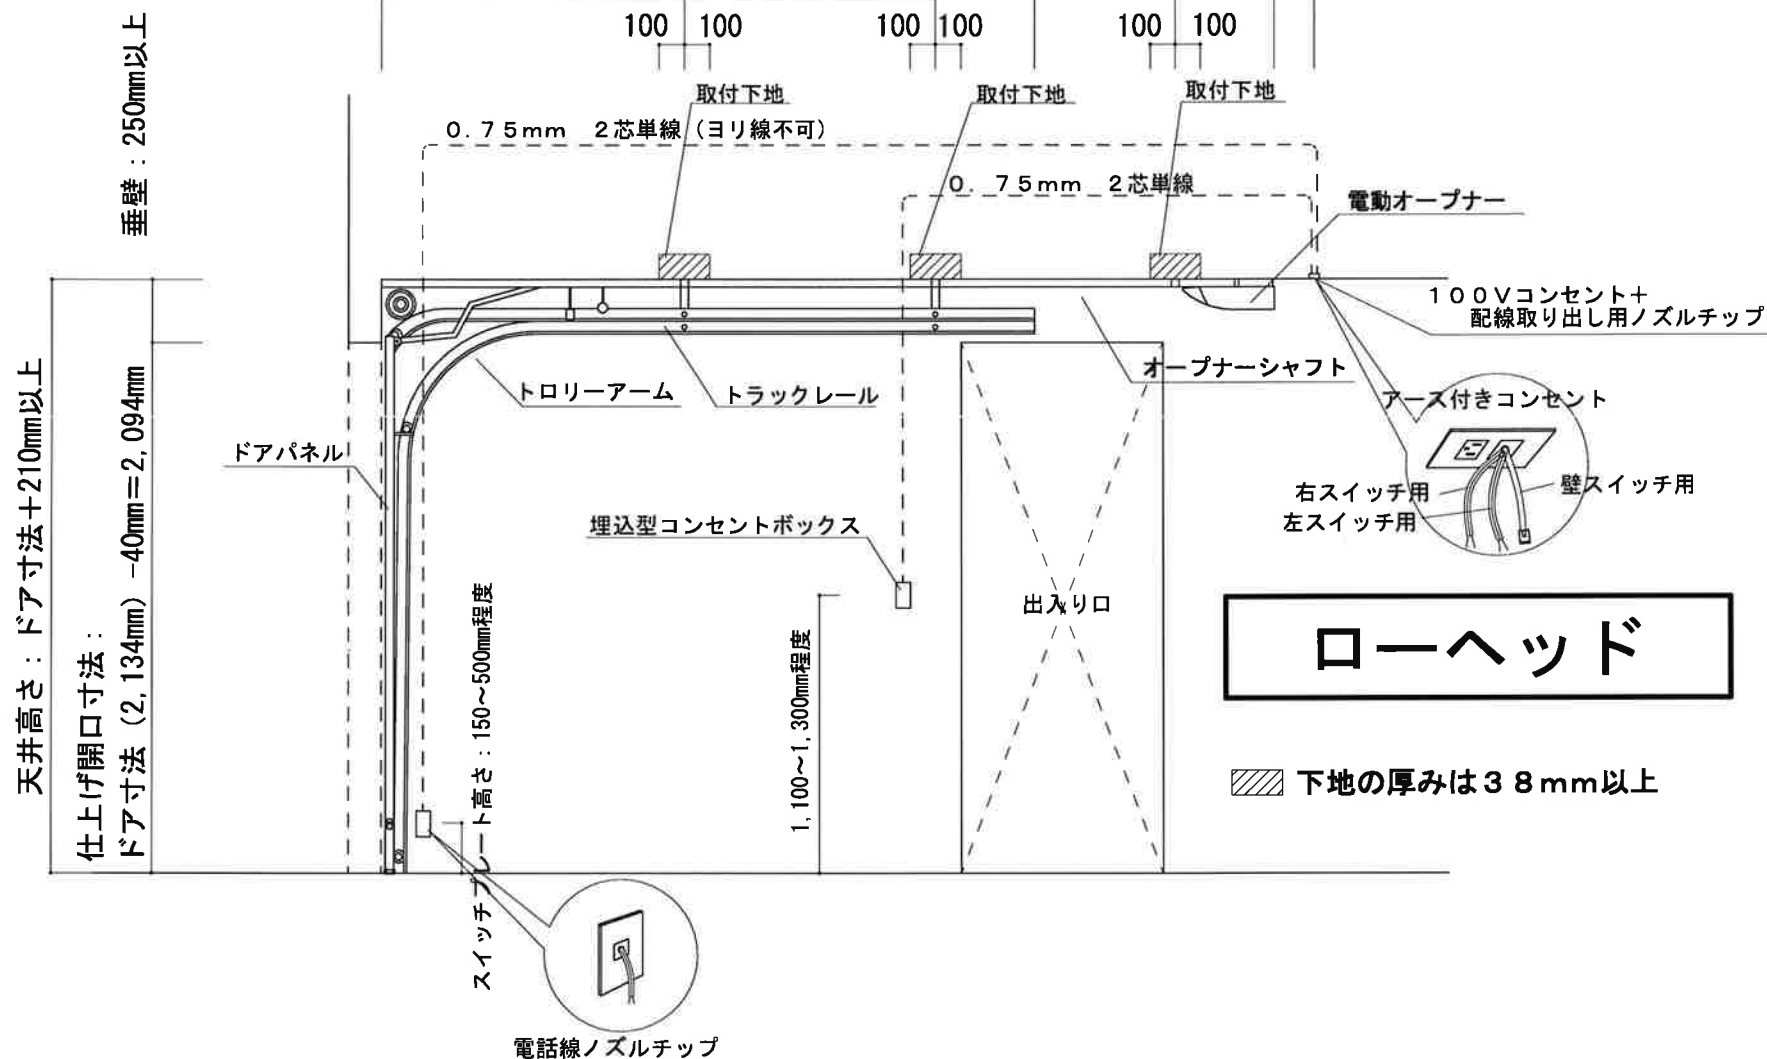 100 100
100 100
100 100
垂壁：250mm以上
取付下地
取付下地
取付下地
0.75mm 2芯単線（ヨリ線不可）
0.75mm 2芯単線
電動オープナー
100Vコンセント＋
配線取り出し用ノズルチップ
オープナーシャフト
トロリーアーム
トラックレール
アース付きコンセント
ドアパネル
右スイッチ用
壁スイッチ用
左スイッチ用
埋込型コンセントボックス
天井高さ：ドア寸法＋210mm以上
仕上げ開口寸法：
ドア寸法（2,134mm）-40mm＝2,094mm
スイッチプレート高さ：150～500mm程度
1,100～1,300mm程度
出入り口
ローヘッド
下地の厚みは38mm以上
電話線ノズルチップ